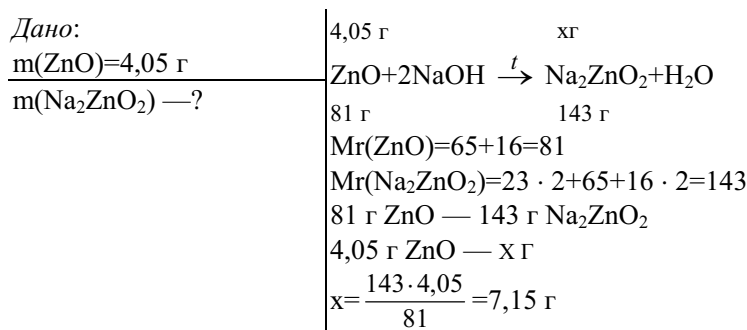 Дано:
m(ZnO)=4,05 г
m(Na₂ZnO₂) —?
4,05 г хг
ZnO+2NaOH →ᵗ Na₂ZnO₂+H₂O
81 г 143 г
Mr(ZnO)=65+16=81
Mr(Na₂ZnO₂)=23 · 2+65+16 · 2=143
81 г ZnO — 143 г Na₂ZnO₂
4,05 г ZnO — х г
x= 143·4,05 / 81 =7,15 г